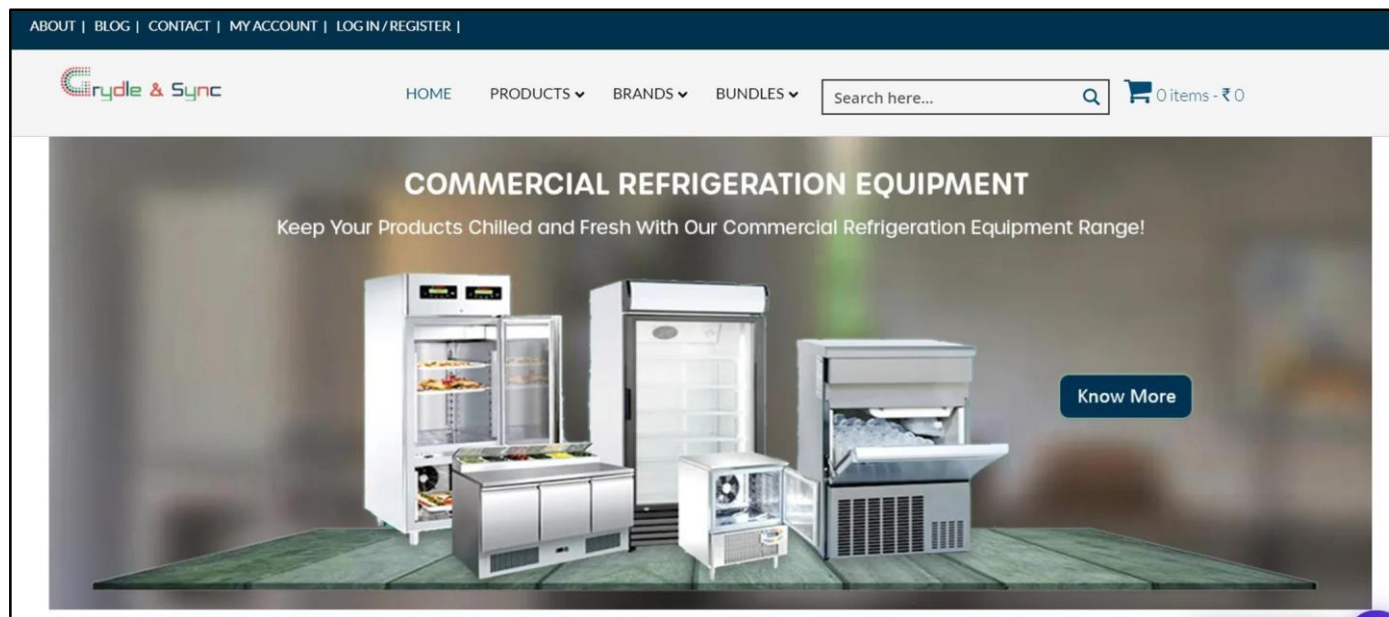 ABOUT | BLOG | CONTACT | MY ACCOUNT | LOG IN / REGISTER |
Grydle & Sync
HOME PRODUCTS BRANDS BUNDLES Search here... 0 items - ₹ 0
COMMERCIAL REFRIGERATION EQUIPMENT
Keep Your Products Chilled and Fresh With Our Commercial Refrigeration Equipment Range!
Know More